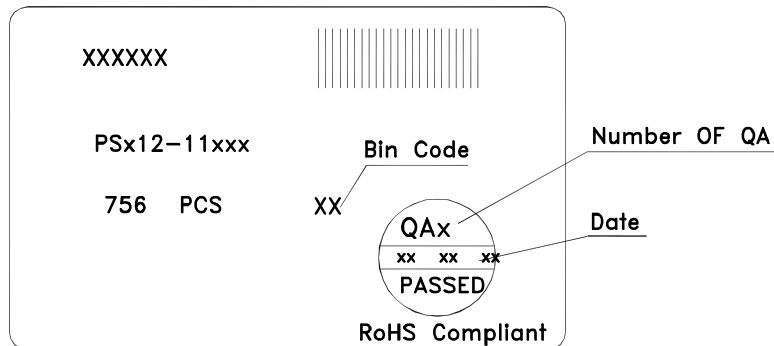 XXXXXX
PSx12-11xxx
Bin Code
Number OF QA
756 PCS
XX
QAx
Date
xx xx xx
PASSED
RoHS Compliant